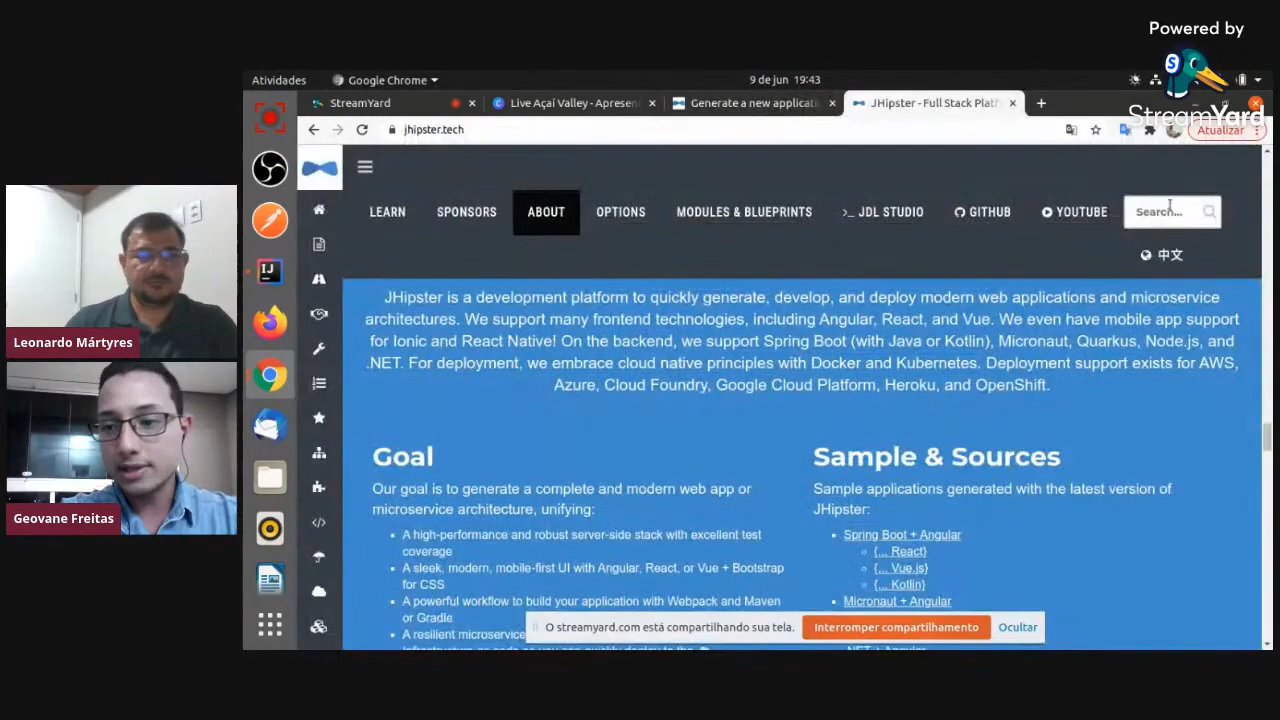 Powered by
StreamYard
Atividades
Google Chrome
9 de jun 19:43
StreamYard
Live Açaí Valley - Apresen
Generate a new applicati
JHipster - Full Stack Platf
jhipster.tech
Atualizar
LEARN
SPONSORS
ABOUT
OPTIONS
MODULES & BLUEPRINTS
>_ JDL STUDIO
GITHUB
YOUTUBE
Search...
中文
JHipster is a development platform to quickly generate, develop, and deploy modern web applications and microservice
architectures. We support many frontend technologies, including Angular, React, and Vue. We even have mobile app support
for Ionic and React Native! On the backend, we support Spring Boot (with Java or Kotlin), Micronaut, Quarkus, Node.js, and
.NET. For deployment, we embrace cloud native principles with Docker and Kubernetes. Deployment support exists for AWS,
Azure, Cloud Foundry, Google Cloud Platform, Heroku, and OpenShift.
Goal
Our goal is to generate a complete and modern web app or
microservice architecture, unifying:
A high-performance and robust server-side stack with excellent test
coverage
A sleek, modern, mobile-first UI with Angular, React, or Vue + Bootstrap
for CSS
A powerful workflow to build your application with Webpack and Maven
or Gradle
A resilient microservice
Sample & Sources
Sample applications generated with the latest version of
JHipster:
Spring Boot + Angular
{... React}
{... Vue.js}
{... Kotlin}
Micronaut + Angular
O streamyard.com está compartilhando sua tela.
Interromper compartilhamento
Ocultar
Leonardo Mártyres
Geovane Freitas
IJ